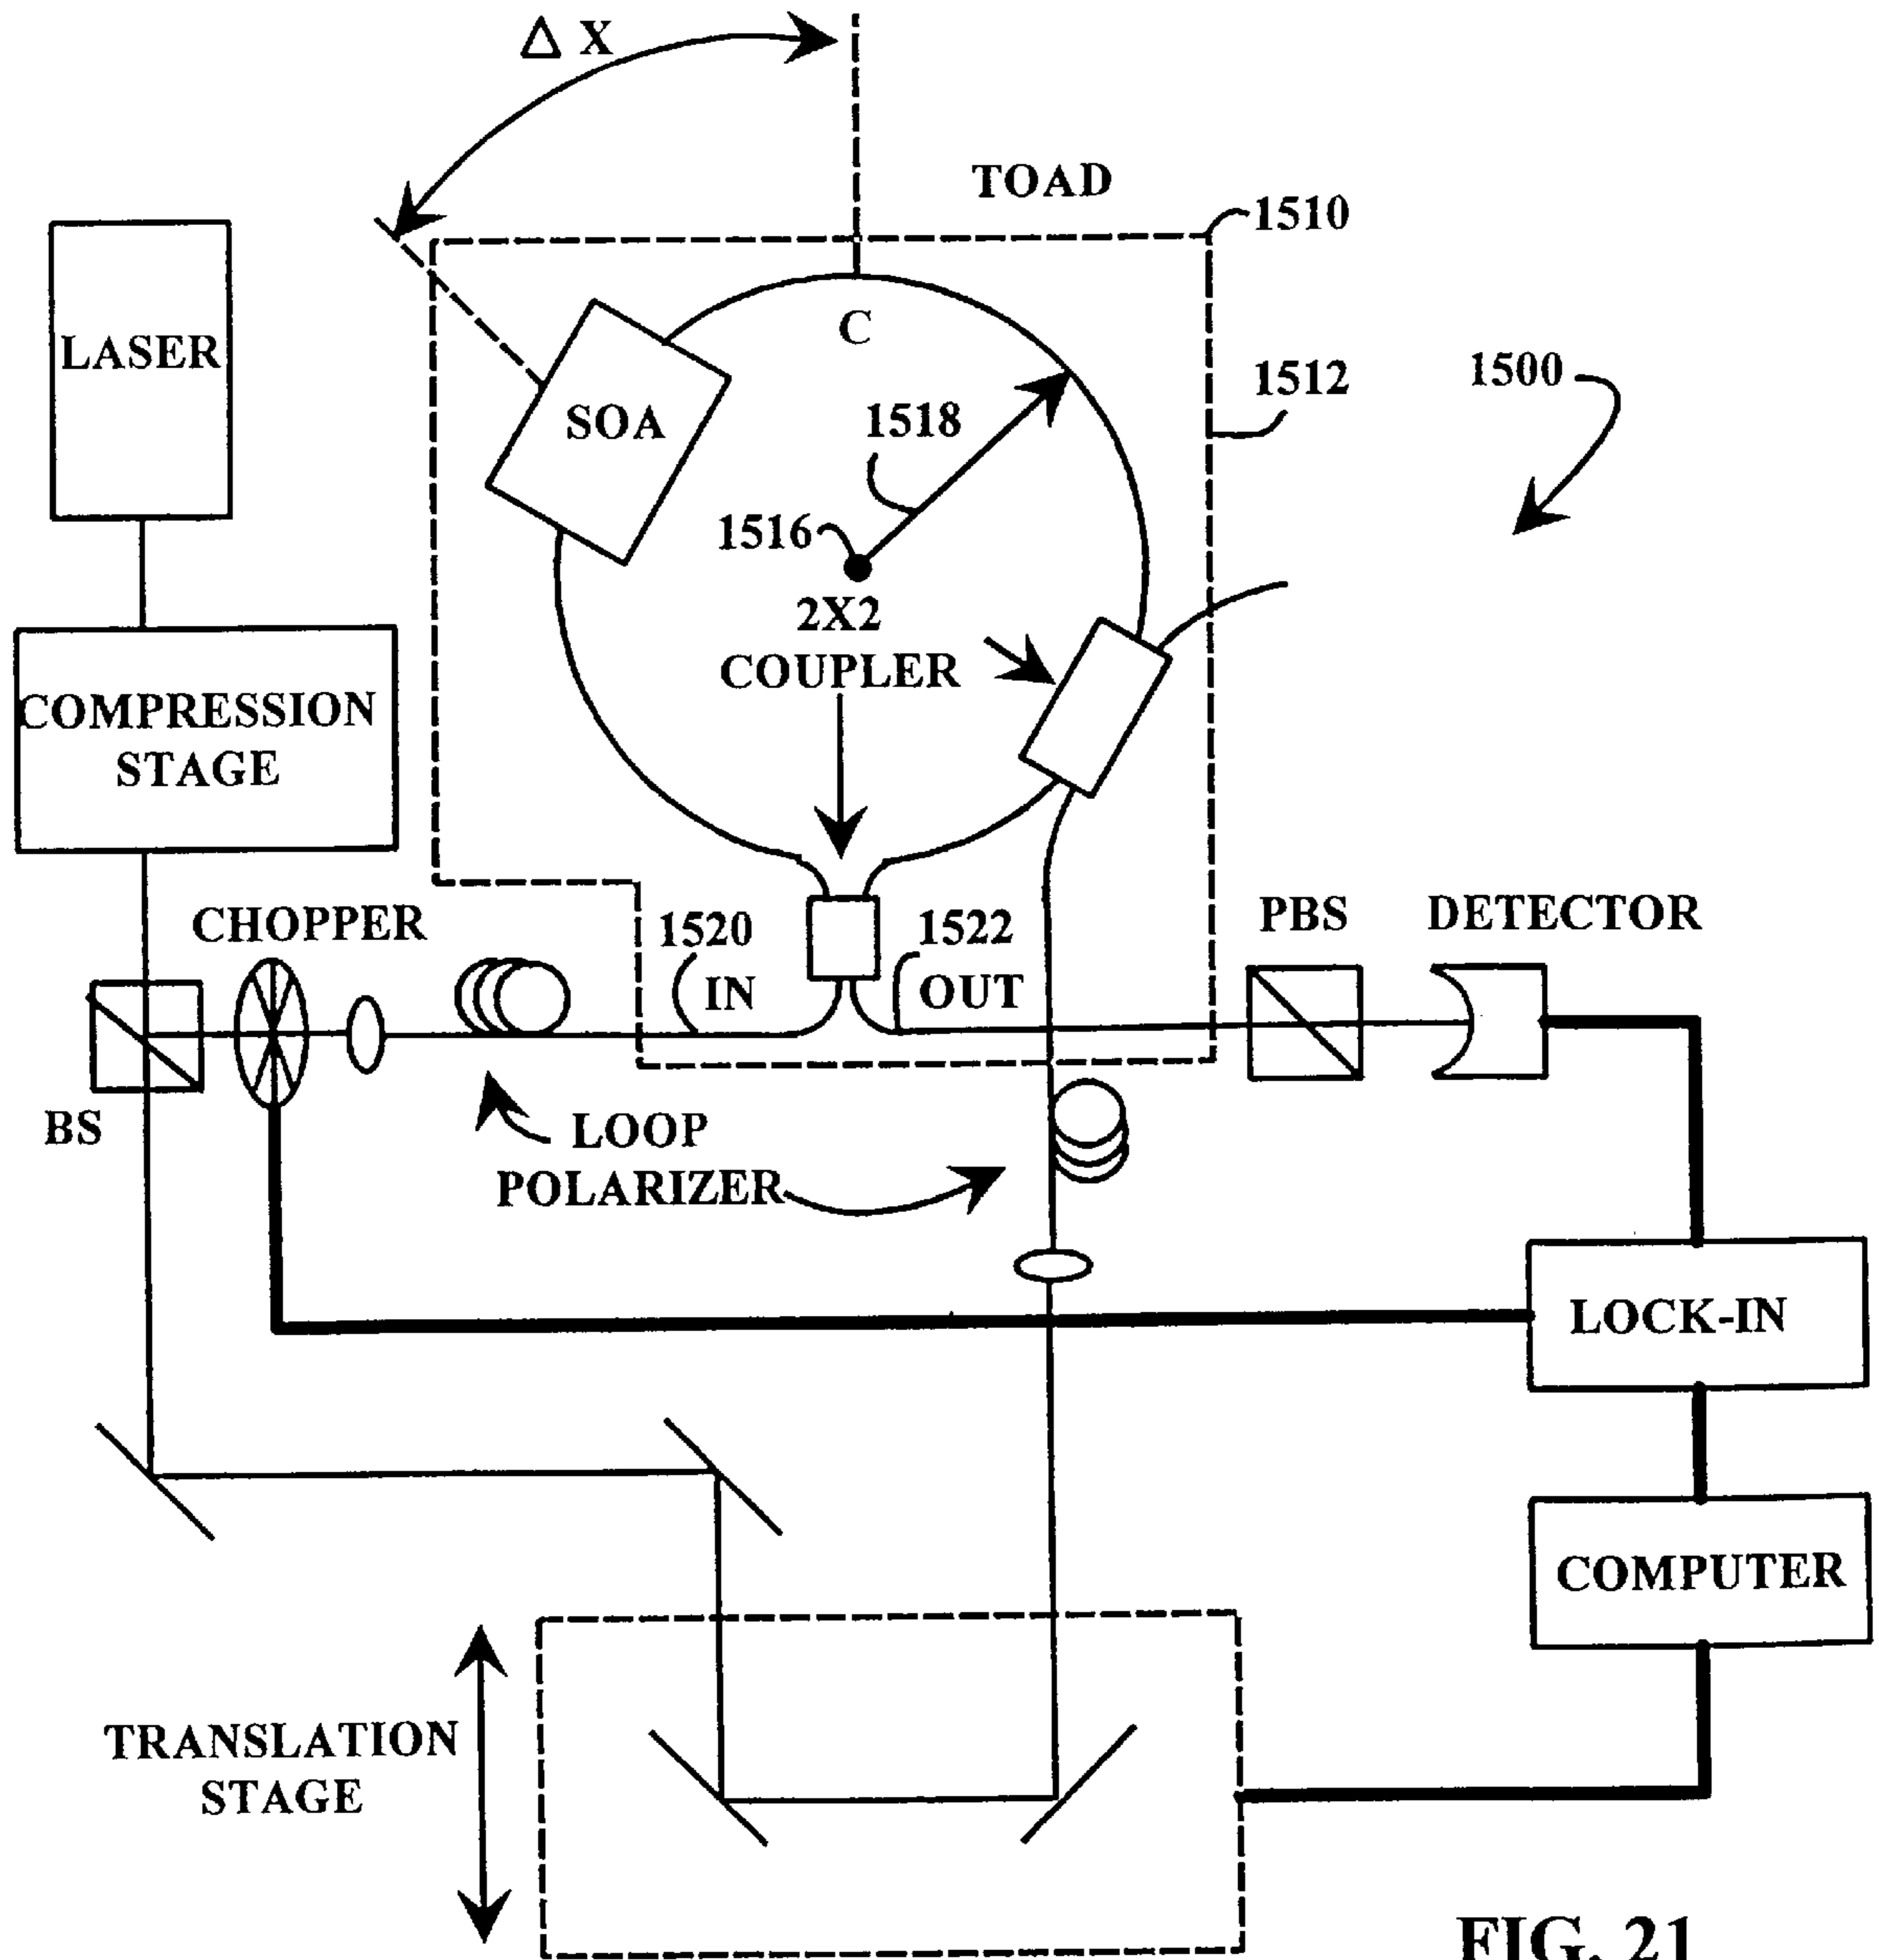 Δ X
TOAD
1510
LASER
C
1512
1500
SOA
1518
1516
2X2
COUPLER
COMPRESSION
STAGE
CHOPPER
1520
IN
1522
OUT
PBS
DETECTOR
BS
LOOP
POLARIZER
LOCK-IN
COMPUTER
TRANSLATION
STAGE
FIG. 21